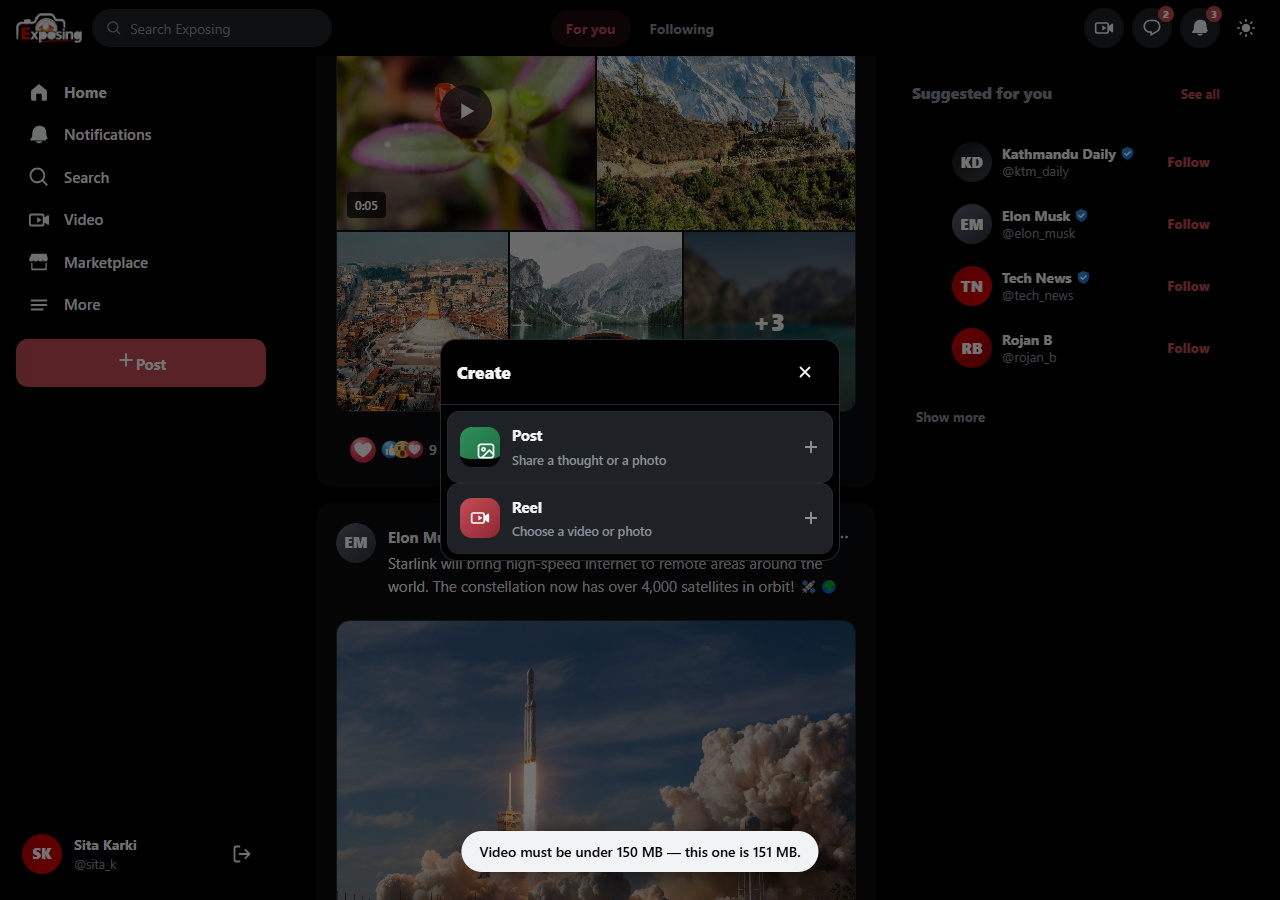 Exposing
Search Exposing
For you
Following
2
3
Home
Notifications
Search
Video
Marketplace
More
+ Post
0:05
+3
9
Suggested for you
See all
KD
Kathmandu Daily
@ktm_daily
Follow
EM
Elon Musk
@elon_musk
Follow
TN
Tech News
@tech_news
Follow
RB
Rojan B
@rojan_b
Follow
Show more
Create
Post
Share a thought or a photo
Reel
Choose a video or photo
EM
Elon Mu
Starlink will bring high-speed internet to remote areas around the
world. The constellation now has over 4,000 satellites in orbit! 🛰️ 🌍
SK
Sita Karki
@sita_k
Video must be under 150 MB — this one is 151 MB.